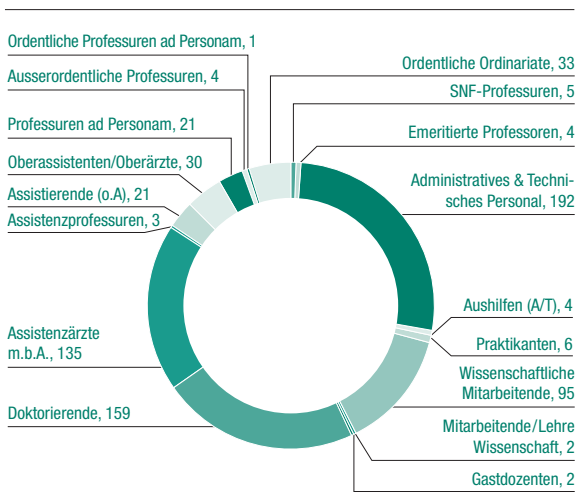 Ordentliche Professuren ad Personam, 1
Ausserordentliche Professuren, 4
Professuren ad Personam, 21
Oberassistenten/Oberärzte, 30
Assistierende (o.A), 21
Assistenzprofessuren, 3
Assistenzärzte
m.b.A., 135
Doktorierende, 159
Ordentliche Ordinariate, 33
SNF-Professuren, 5
Emeritierte Professoren, 4
Administratives & Techni-
sches Personal, 192
Aushilfen (A/T), 4
Praktikanten, 6
Wissenschaftliche
Mitarbeitende, 95
Mitarbeitende/Lehre
Wissenschaft, 2
Gastdozenten, 2